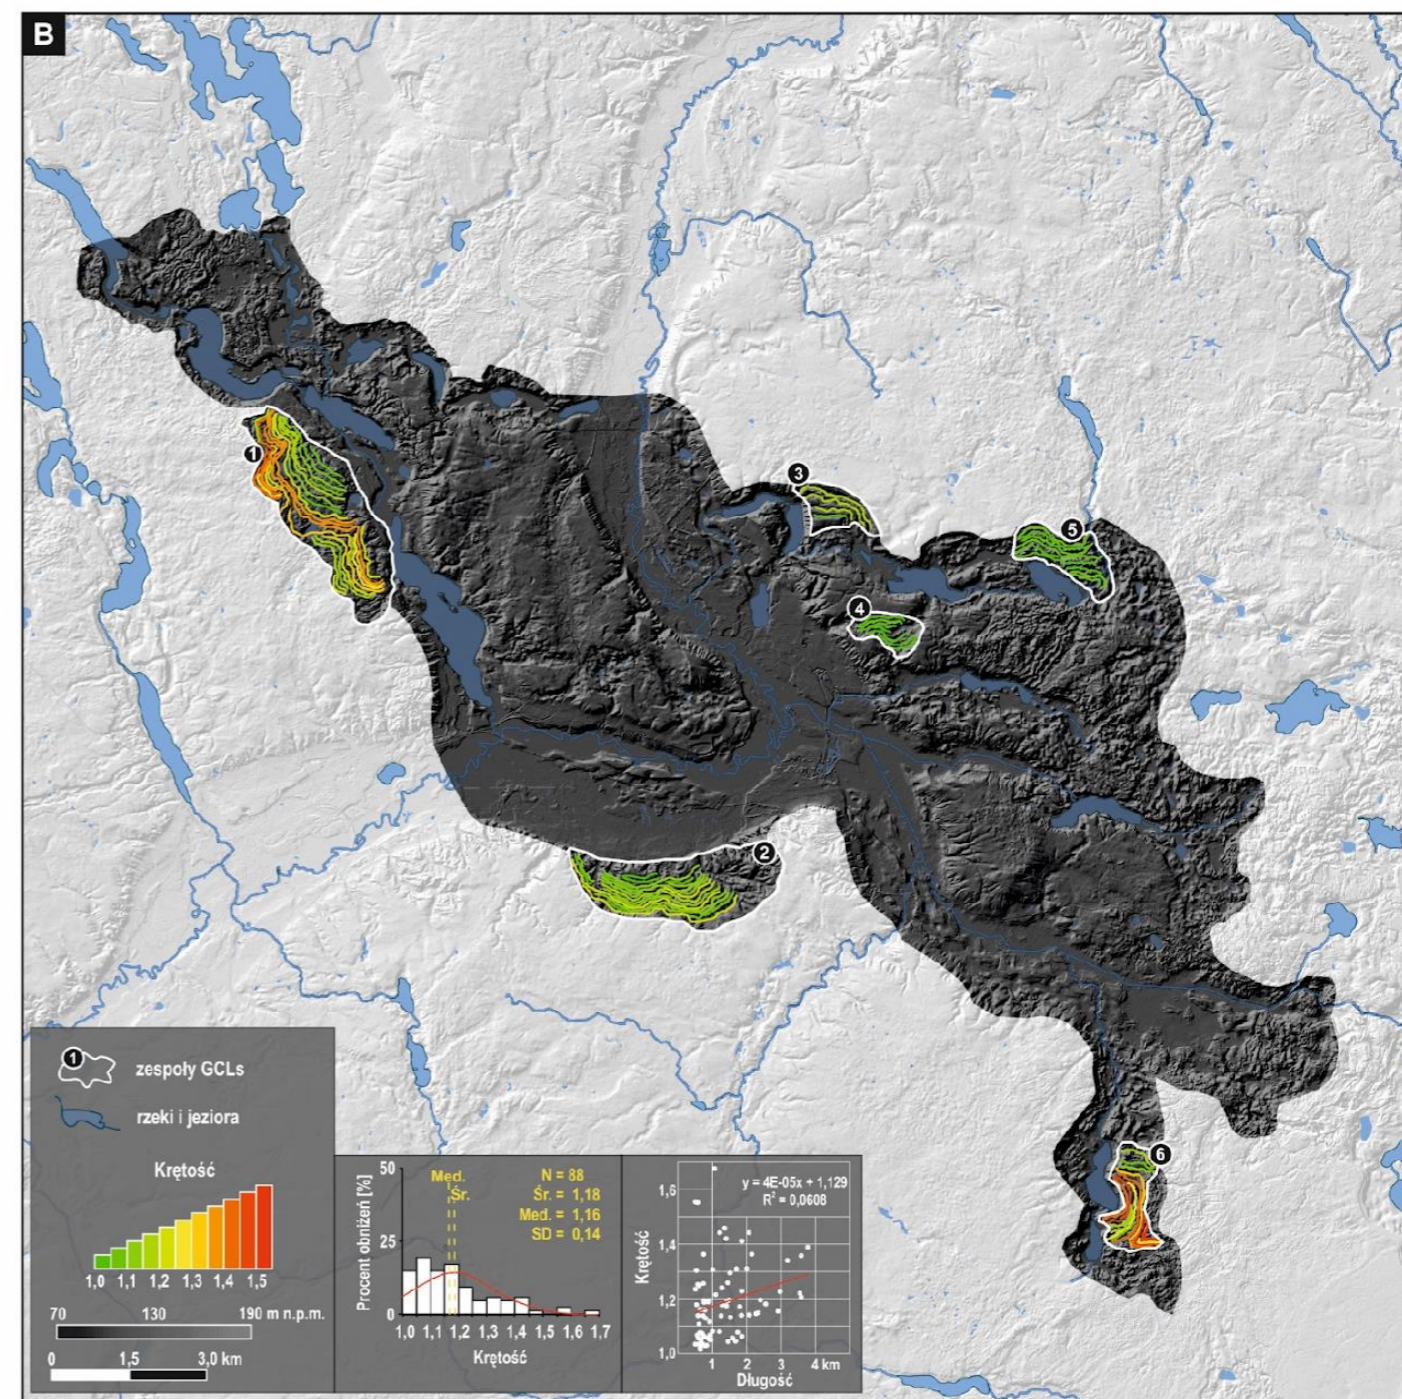 B
1
3
5
4
2
6
1 zespoły GCLs
rzeki i jeziora
Krętość
1,0 1,1 1,2 1,3 1,4 1,5
70 130 190 m n.p.m.
0 1,5 3,0 km
Procent obniżeń [%]
50
25
0
Med.
Śr.
N = 88
Śr. = 1,18
Med. = 1,16
SD = 0,14
1,0 1,1 1,2 1,3 1,4 1,5 1,6 1,7
Krętość
Krętość
1,6
1,4
1,2
1,0
y = 4E-05x + 1,129
R² = 0,0608
1 2 3 4 km
Długość